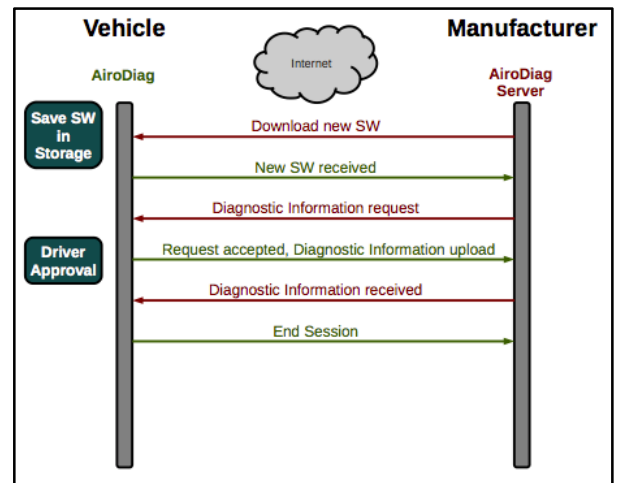 Vehicle
Manufacturer
Internet
AiroDiag
AiroDiag
Server
Save SW
in
Storage
Download new SW
New SW received
Diagnostic Information request
Driver
Approval
Request accepted, Diagnostic Information upload
Diagnostic Information received
End Session